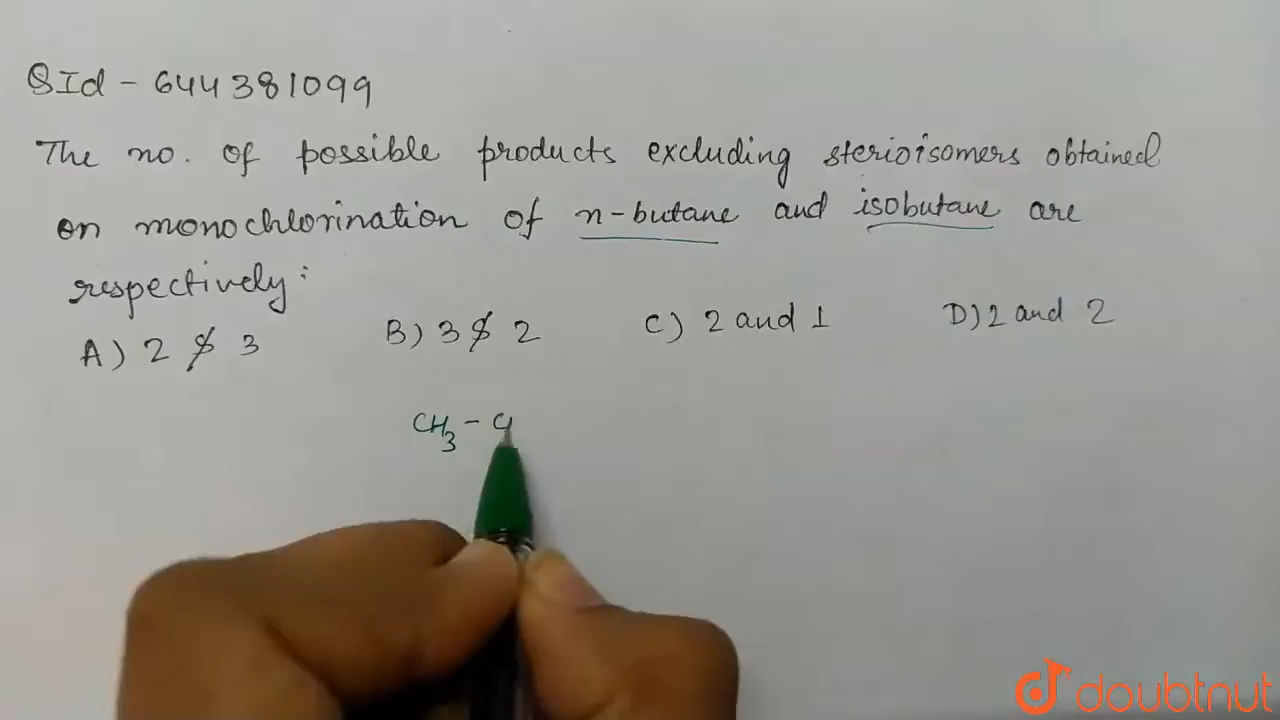 QId - 644381099
The no. of possible products excluding sterioisomers obtained
on monochlorination of n-butane and isobutane are
respectively:
A) 2 $ 3 B) 3 $ 2 C) 2 and 1 D) 2 and 2
CH3 - C
doubtnut